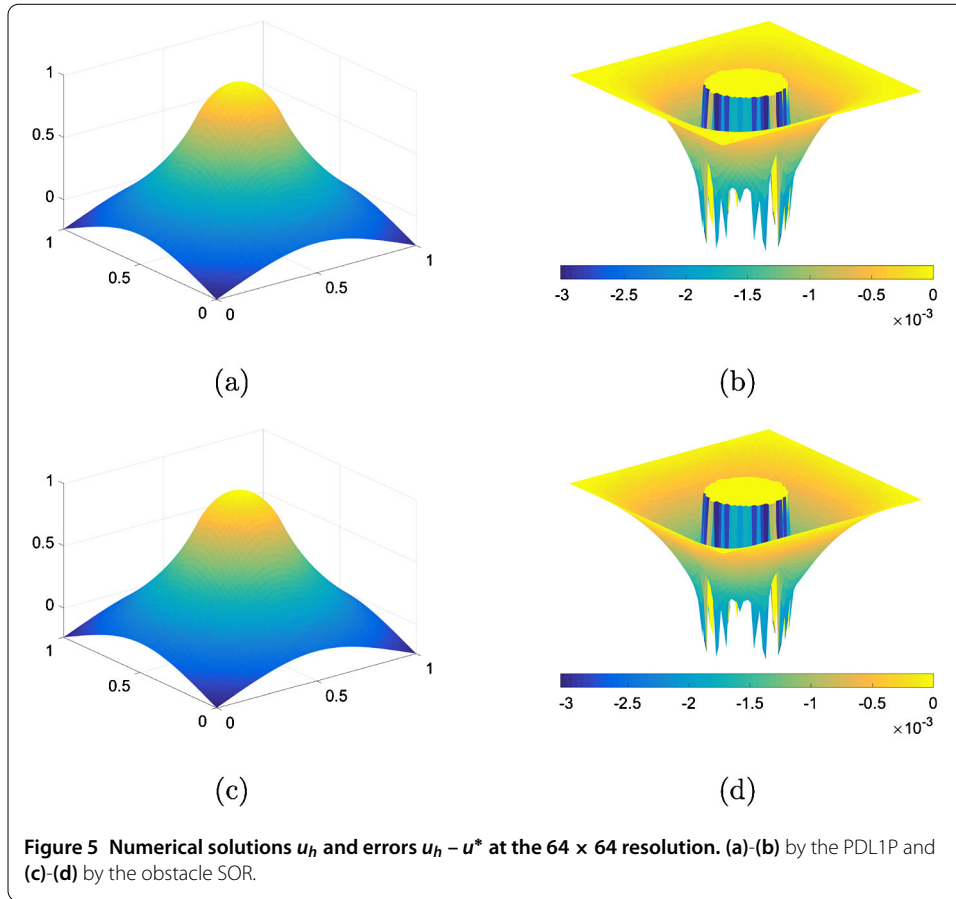 1
0.5
0
1
0.5
0 0
0.5
1
-3 -2.5 -2 -1.5 -1 -0.5 0
×10⁻³
(a)
(b)
1
0.5
0
1
0.5
0 0
0.5
1
-3 -2.5 -2 -1.5 -1 -0.5 0
×10⁻³
(c)
(d)
Figure 5 Numerical solutions uₕ and errors uₕ – u* at the 64 × 64 resolution. (a)-(b) by the PDL1P and
(c)-(d) by the obstacle SOR.